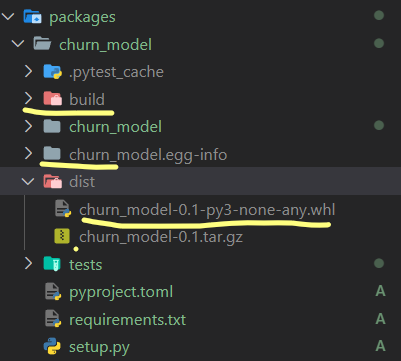 packages
churn_model
.pytest_cache
build
churn_model
churn_model.egg-info
dist
churn_model-0.1-py3-none-any.whl
churn_model-0.1.tar.gz
tests
pyproject.toml A
requirements.txt A
setup.py A